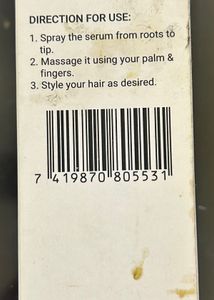 DIRECTION FOR USE:
1. Spray the serum from roots to
tip.
2. Massage it using your palm &
fingers.
3. Style your hair as desired.
7 419870 805531